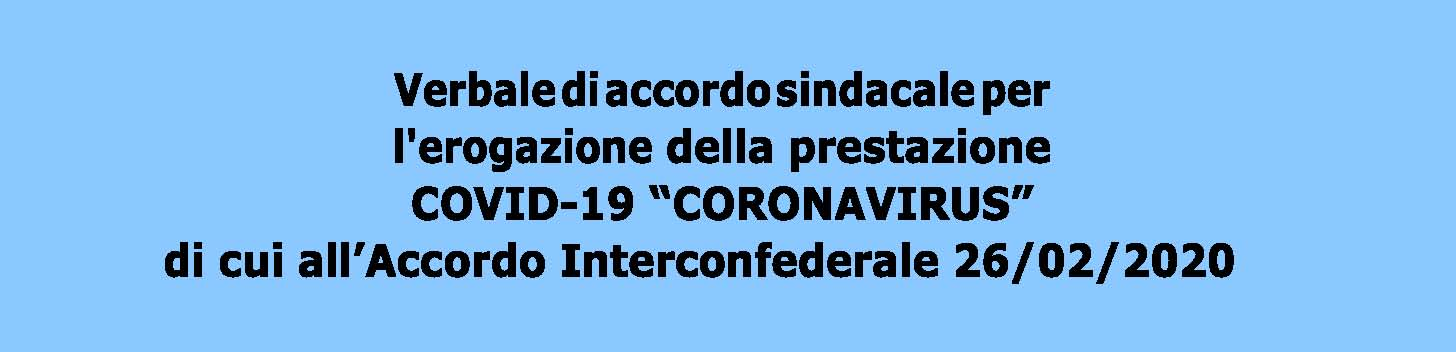 Verbale di accordo sindacale per
l'erogazione della prestazione
COVID-19 “CORONAVIRUS”
di cui all’Accordo Interconfederale 26/02/2020